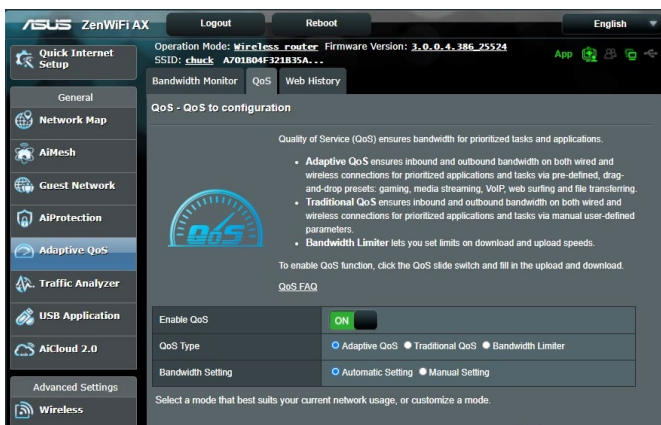 ASUS ZenWiFi AX
Logout
Reboot
English
Quick Internet
Setup
General
Network Map
AiMesh
Guest Network
AiProtection
Adaptive QoS
Traffic Analyzer
USB Application
AiCloud 2.0
Advanced Settings
Wireless
Operation Mode: Wireless router Firmware Version: 3.0.0.4.386_25524
SSID: chuck A701B04F321B35A...
App
Bandwidth Monitor QoS Web History
QoS - QoS to configuration
QoS
Quality of Service (QoS) ensures bandwidth for prioritized tasks and applications.
• Adaptive QoS ensures inbound and outbound bandwidth on both wired and
wireless connections for prioritized applications and tasks via pre-defined, drag-
and-drop presets: gaming, media streaming, VoIP, web surfing and file transferring.
• Traditional QoS ensures inbound and outbound bandwidth on both wired and
wireless connections for prioritized applications and tasks via manual user-defined
parameters.
• Bandwidth Limiter lets you set limits on download and upload speeds.
To enable QoS function, click the QoS slide switch and fill in the upload and download.
QoS FAQ
Enable QoS ON
QoS Type Adaptive QoS Traditional QoS Bandwidth Limiter
Bandwidth Setting Automatic Setting Manual Setting
Select a mode that best suits your current network usage, or customize a mode.